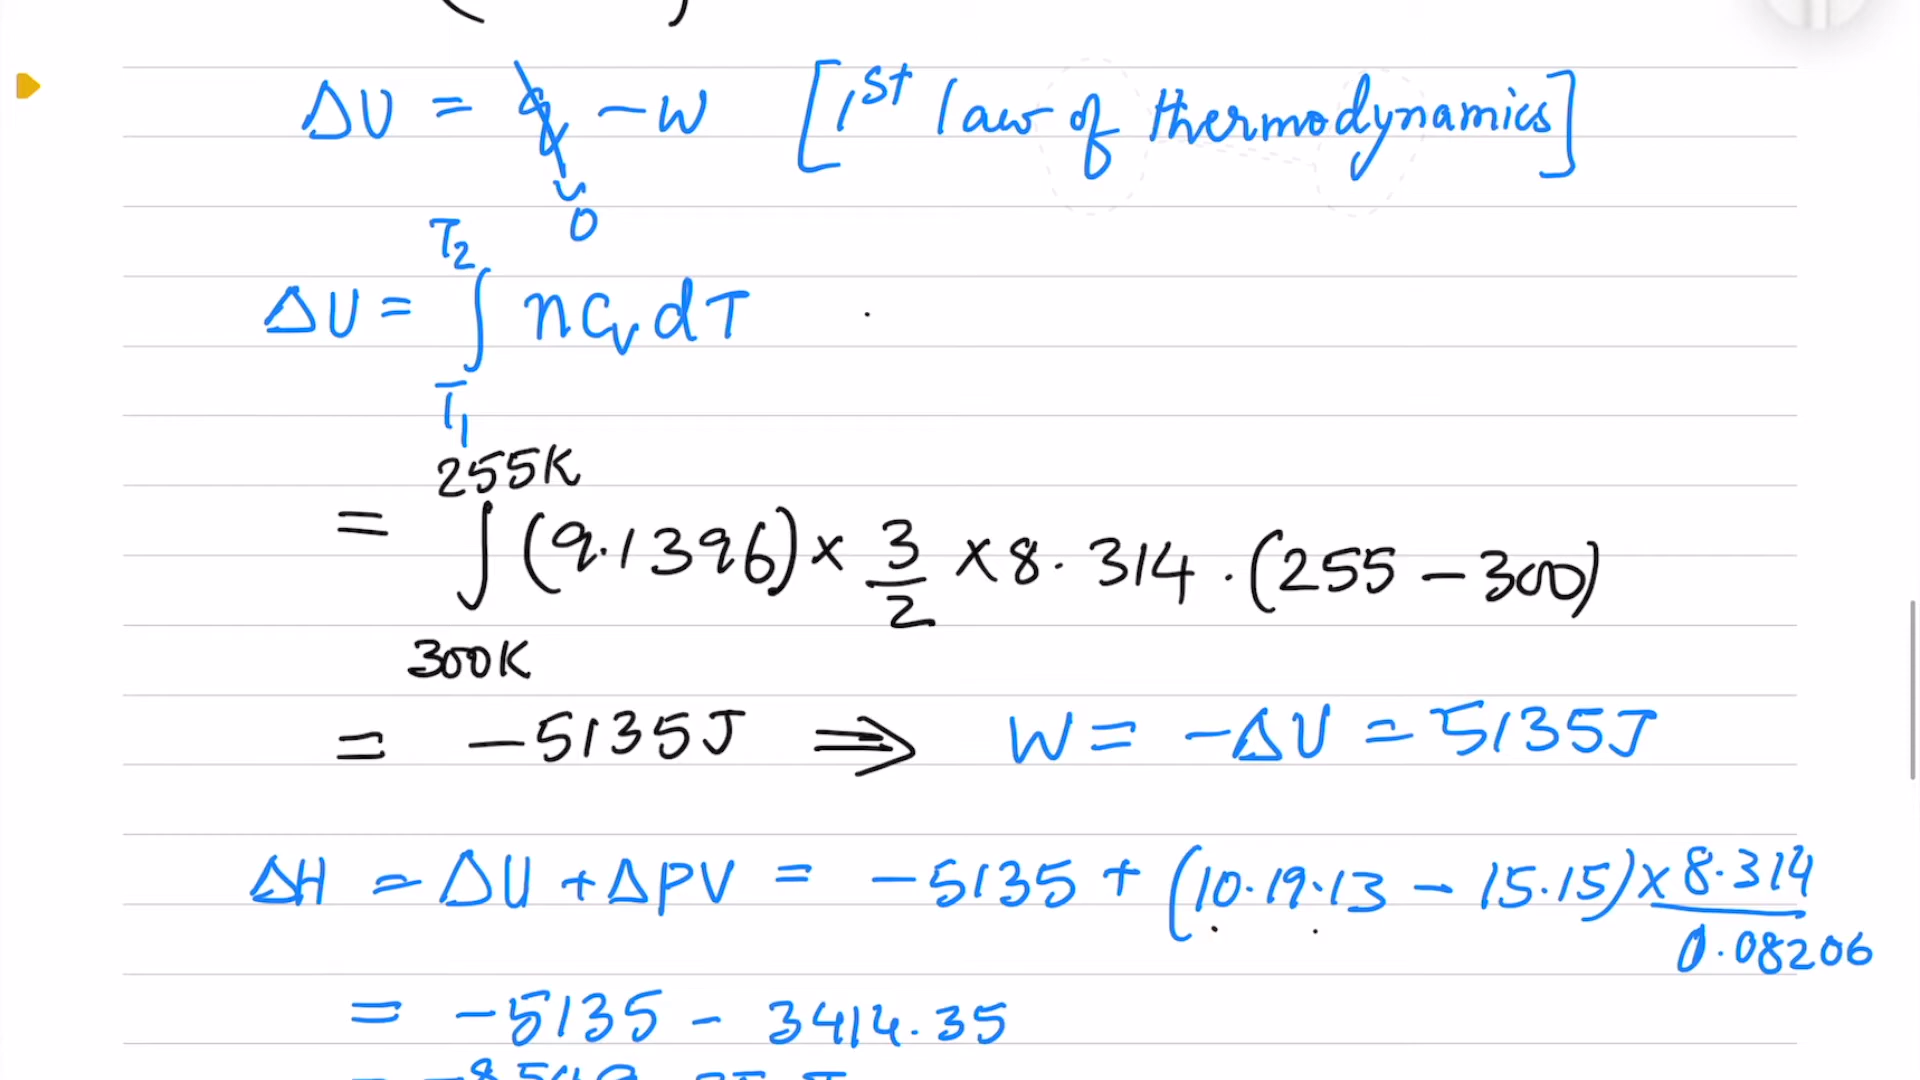 ΔU = q - w [1st law of thermodynamics]
0
T2
ΔU = ∫ nCv dT
T1
255K
= ∫ (9.1396) × 3/2 × 8.314 . (255 - 300)
300K
= -5135J ⇒ W = -ΔU = 5135J
ΔH = ΔU + ΔPV = -5135 + (10.19.13 - 15.15) × 8.314
0.08206
= -5135 - 3414.35